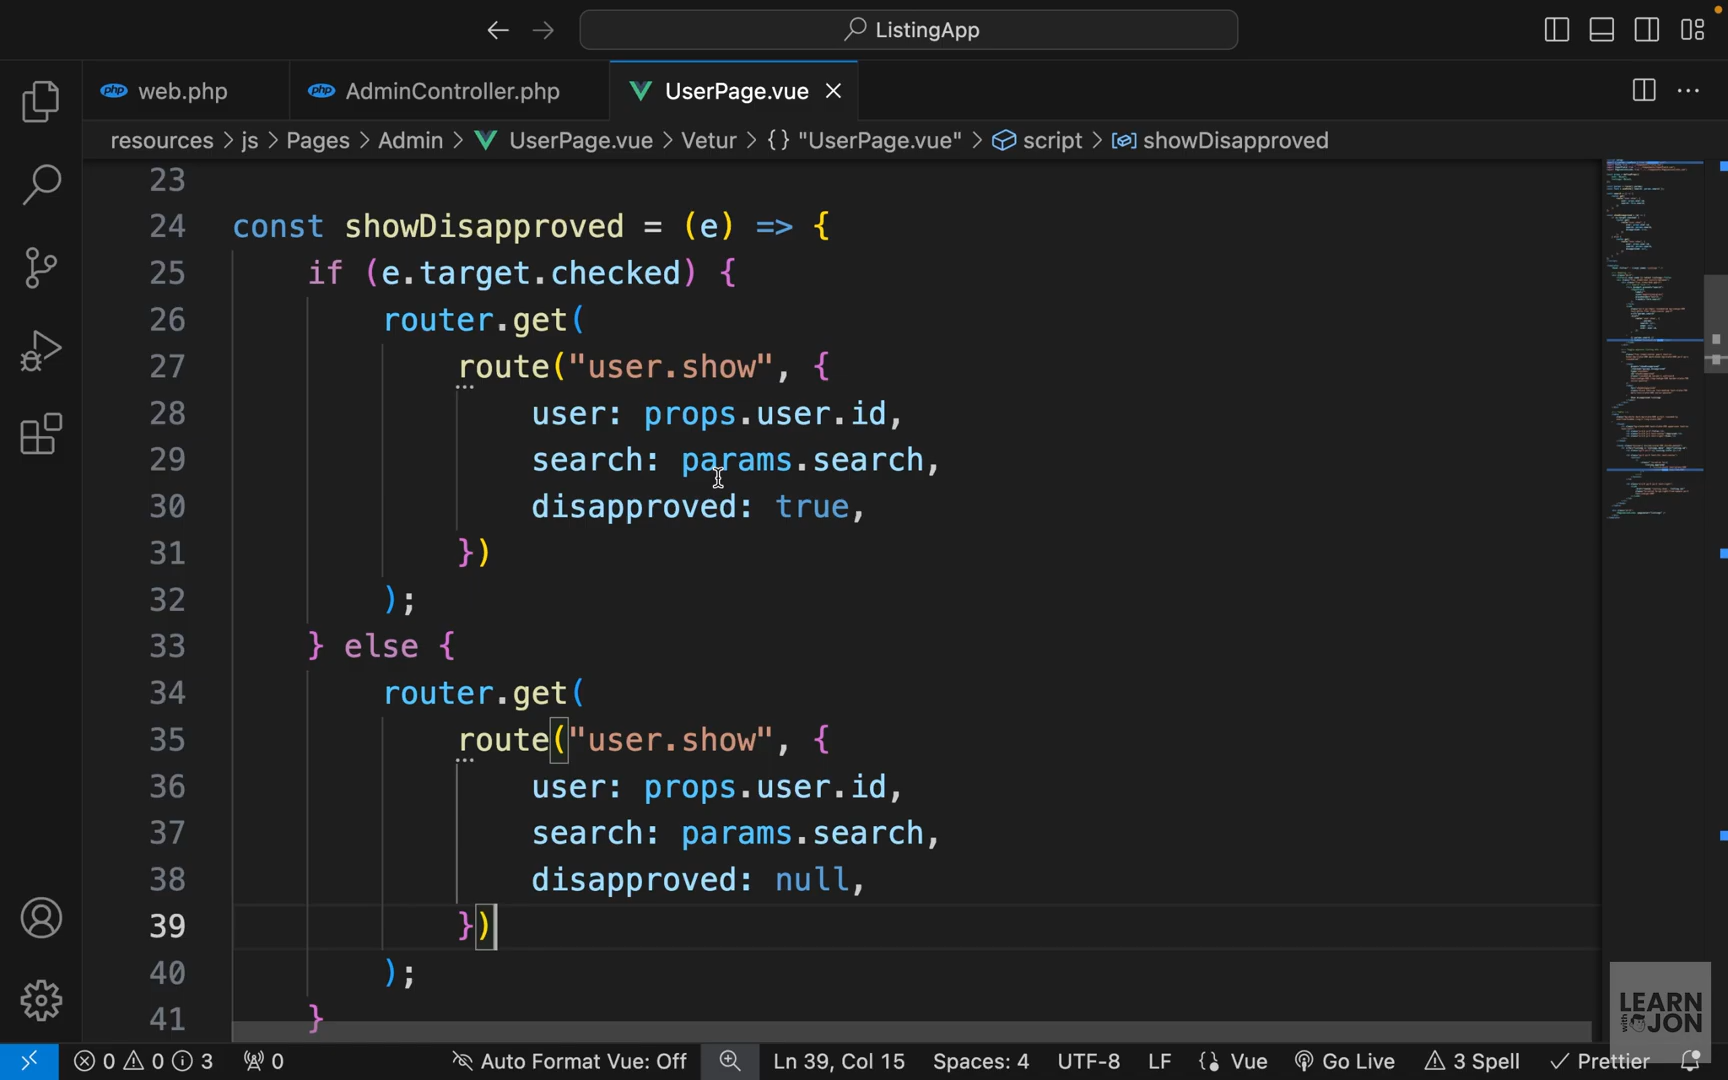 ListingApp
web.php
AdminController.php
UserPage.vue
resources > js > Pages > Admin > UserPage.vue > Vetur > {} "UserPage.vue" > script > showDisapproved
23
24 const showDisapproved = (e) => {
25 if (e.target.checked) {
26 router.get(
27 route("user.show", {
28 user: props.user.id,
29 search: params.search,
30 disapproved: true,
31 })
32 );
33 } else {
34 router.get(
35 route("user.show", {
36 user: props.user.id,
37 search: params.search,
38 disapproved: null,
39 })
40 );
41 }
LEARN
with JON
0 0 3 0 Auto Format Vue: Off Ln 39, Col 15 Spaces: 4 UTF-8 LF {} Vue Go Live 3 Spell Prettier